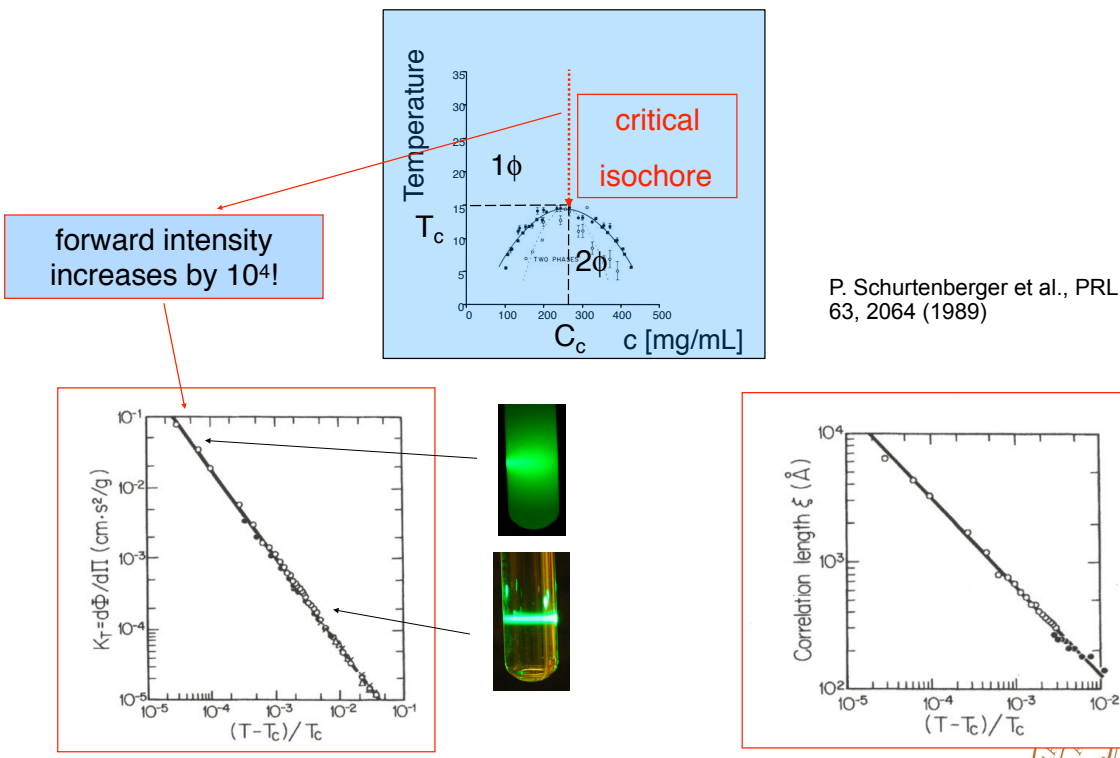 Temperature
35
30
25
20
15
10
5
0
1ϕ
critical
isochore
T_c
TWO PHASES
2ϕ
0 100 200 300 400 500
C_c
c [mg/mL]
forward intensity
increases by 10⁴!
P. Schurtenberger et al., PRL
63, 2064 (1989)
K_T=dΦ/dΠ (cm·s²/g)
10⁻¹
10⁻²
10⁻³
10⁻⁴
10⁻⁵
10⁻⁵ 10⁻⁴ 10⁻³ 10⁻² 10⁻¹
(T-T_c)/T_c
Correlation length ξ (Å)
10⁴
10³
10²
10⁻⁵ 10⁻⁴ 10⁻³ 10⁻²
(T-T_c)/T_c